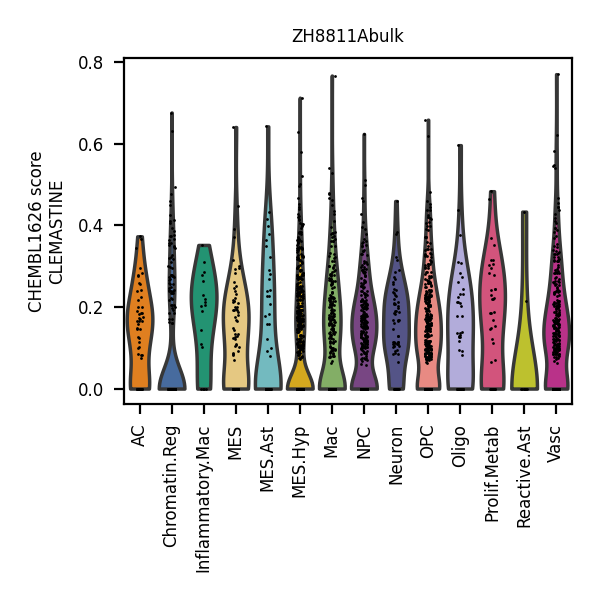 ZH8811Abulk
CHEMBL1626 score
CLEMASTINE
0.8
0.6
0.4
0.2
0.0
AC
Chromatin.Reg
Inflammatory.Mac
MES
MES.Ast
MES.Hyp
Mac
NPC
Neuron
OPC
Oligo
Prolif.Metab
Reactive.Ast
Vasc